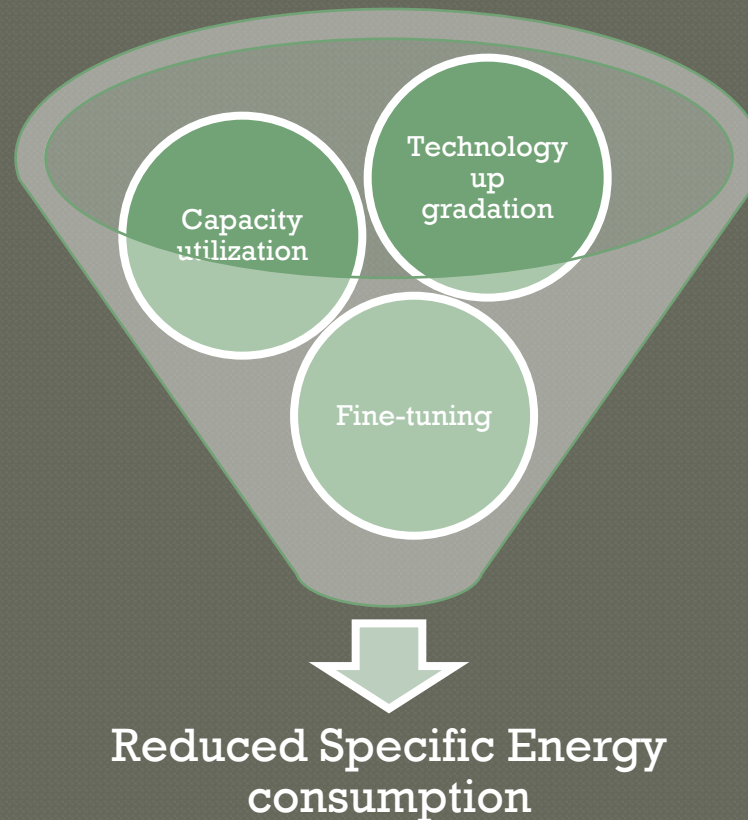 Technology
up
gradation
Capacity
utilization
Fine-tuning
Reduced Specific Energy
consumption